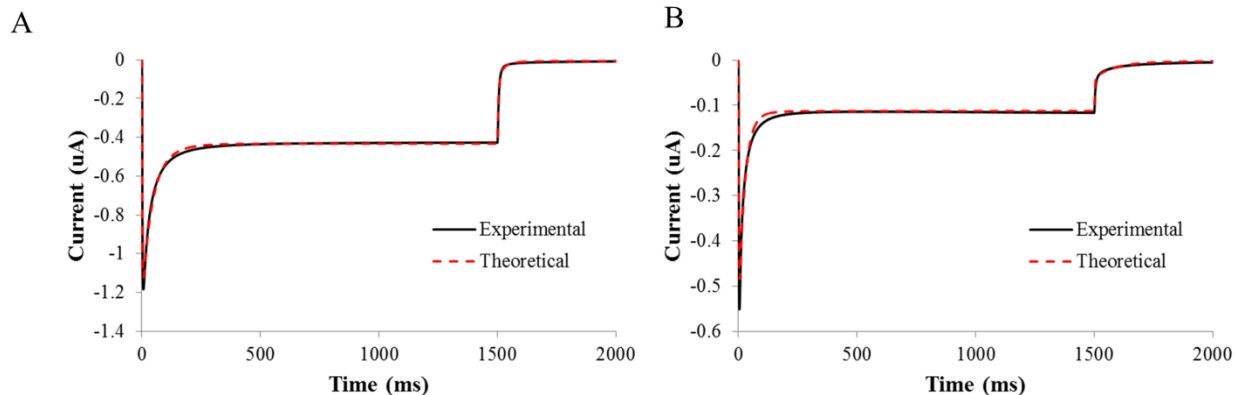 A
0
-0.2
-0.4
-0.6
-0.8
-1
-1.2
-1.4
Current (uA)
Experimental
Theoretical
0
500
1000
1500
2000
Time (ms)
B
0
-0.1
-0.2
-0.3
-0.4
-0.5
-0.6
Current (uA)
Experimental
Theoretical
0
500
1000
1500
2000
Time (ms)